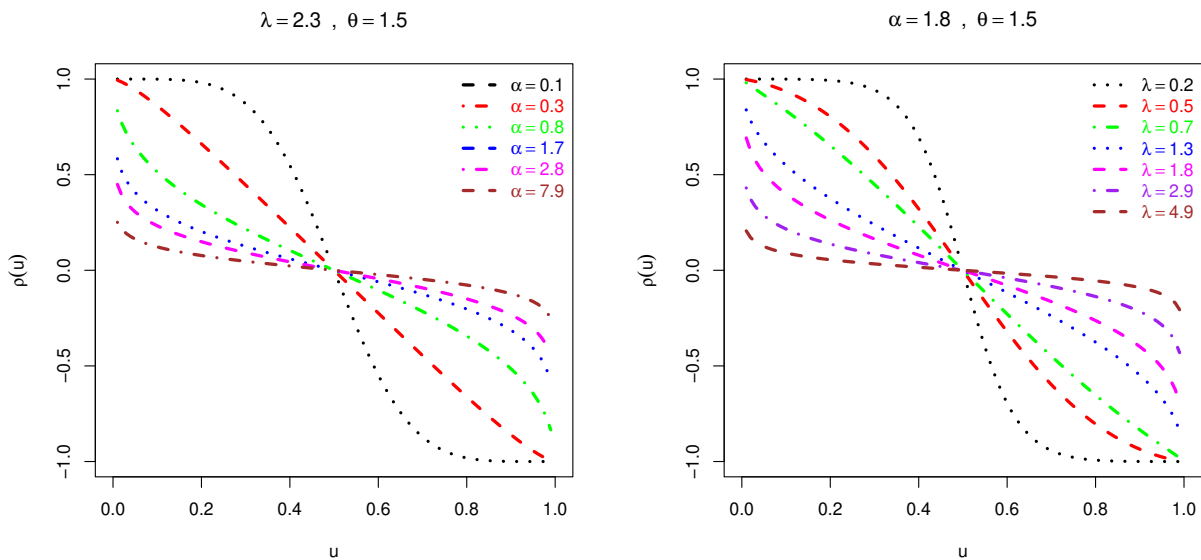 λ = 2.3 , θ = 1.5
ρ(u)
1.0
0.5
0.0
−0.5
−1.0
α = 0.1
α = 0.3
α = 0.8
α = 1.7
α = 2.8
α = 7.9
0.0 0.2 0.4 0.6 0.8 1.0
u
α = 1.8 , θ = 1.5
ρ(u)
1.0
0.5
0.0
−0.5
−1.0
λ = 0.2
λ = 0.5
λ = 0.7
λ = 1.3
λ = 1.8
λ = 2.9
λ = 4.9
0.0 0.2 0.4 0.6 0.8 1.0
u